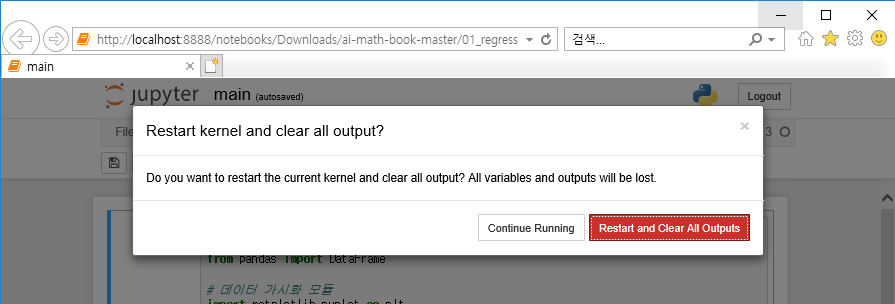 http://localhost:8888/notebooks/Downloads/ai-math-book-master/01_regress
검색...
main
jupyter main (autosaved)
Logout
Restart kernel and clear all output?
×
File
3
Do you want to restart the current kernel and clear all output? All variables and outputs will be lost.
Continue Running
Restart and Clear All Outputs
from pandas import DataFrame
# 데이터 가시화 모듈
import matplotlib.pyplot as plt